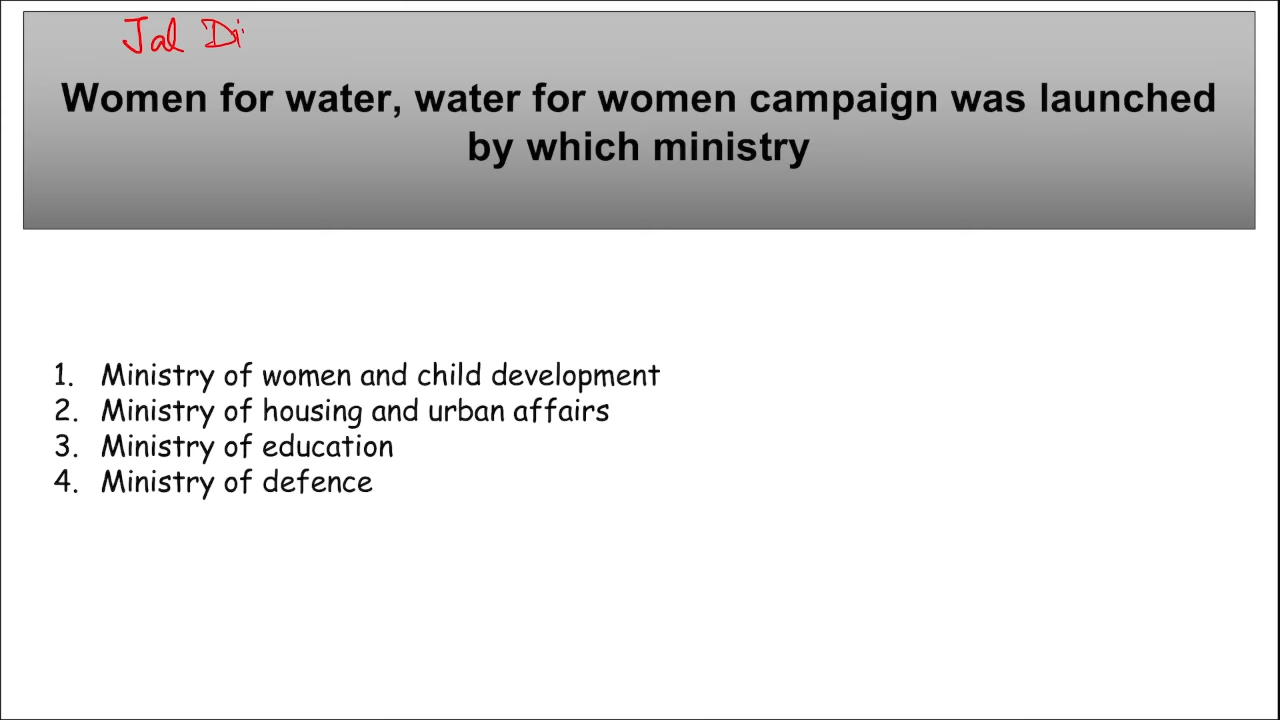 Jal Di
Women for water, water for women campaign was launched
by which ministry
1. Ministry of women and child development
2. Ministry of housing and urban affairs
3. Ministry of education
4. Ministry of defence